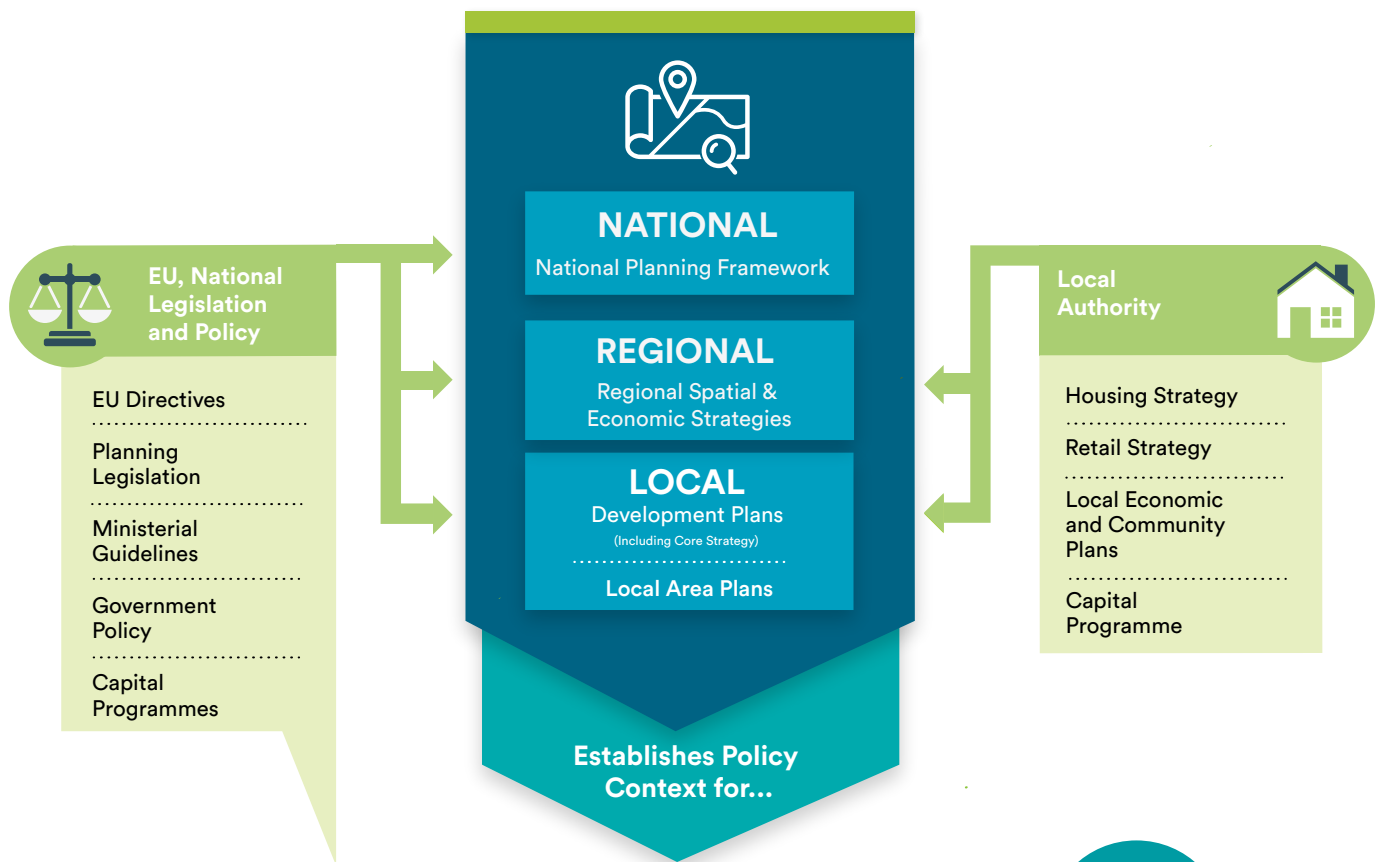 NATIONAL
National Planning Framework
REGIONAL
Regional Spatial &
Economic Strategies
LOCAL
Development Plans
(Including Core Strategy)
Local Area Plans
Establishes Policy
Context for...
EU, National
Legislation
and Policy
EU Directives
Planning
Legislation
Ministerial
Guidelines
Government
Policy
Capital
Programmes
Local
Authority
Housing Strategy
Retail Strategy
Local Economic
and Community
Plans
Capital
Programme